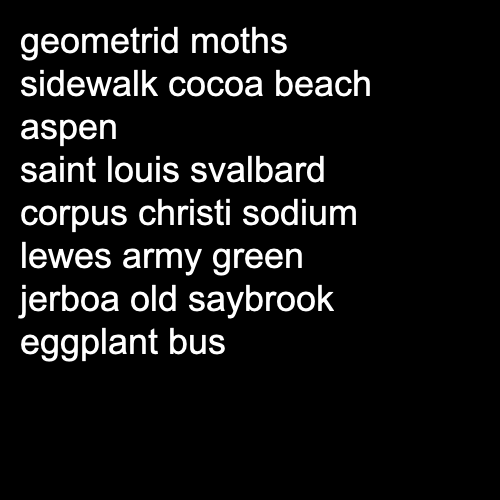 geometrid moths
sidewalk cocoa beach
aspen
saint louis svalbard
corpus christi sodium
lewes army green
jerboa old saybrook
eggplant bus